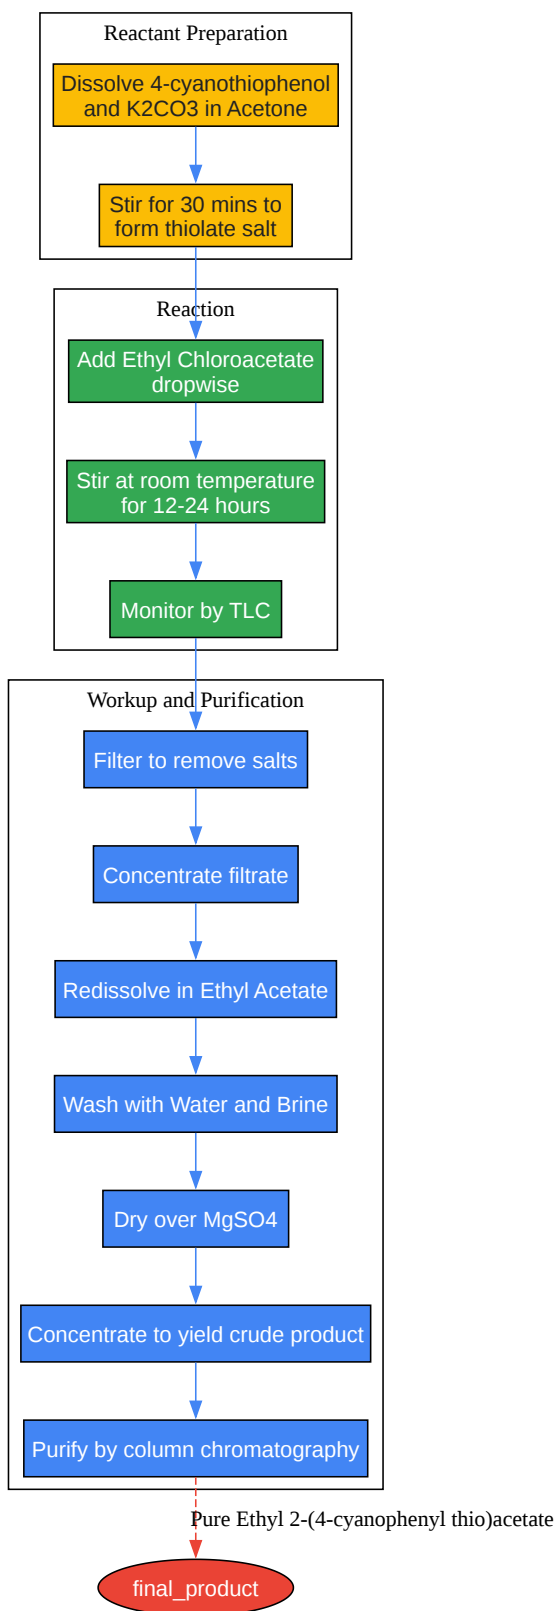 Reactant Preparation
Dissolve 4-cyanothiophenol
and K2CO3 in Acetone
Stir for 30 mins to
form thiolate salt
Reaction
Add Ethyl Chloroacetate
dropwise
Stir at room temperature
for 12-24 hours
Monitor by TLC
Workup and Purification
Filter to remove salts
Concentrate filtrate
Redissolve in Ethyl Acetate
Wash with Water and Brine
Dry over MgSO4
Concentrate to yield crude product
Purify by column chromatography
Pure Ethyl 2-(4-cyanophenyl thio)acetate
final_product